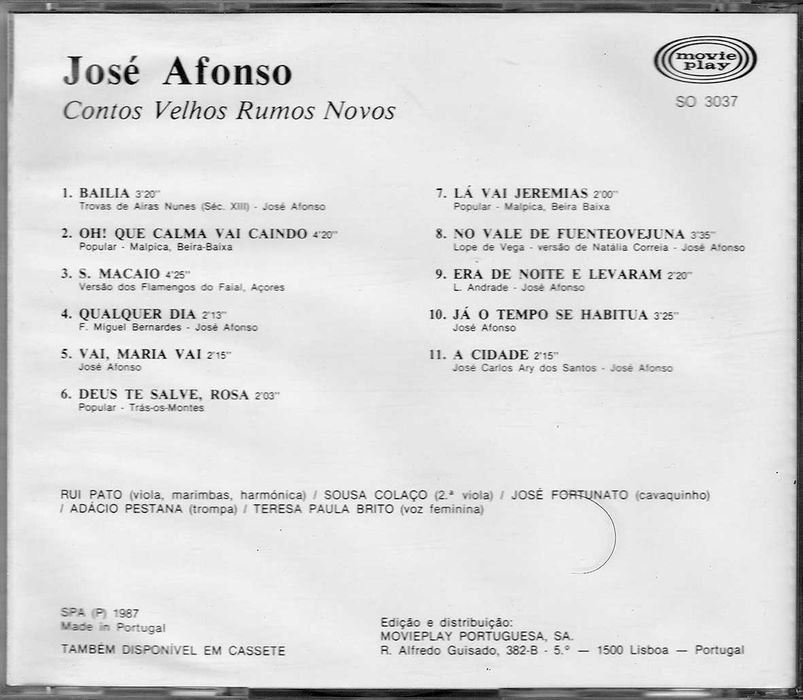 José Afonso
Contos Velhos Rumos Novos
movie
play
SO 3037
1. BAILIA 3'20"
Trovas de Airas Nunes (Séc. XIII) - José Afonso
2. OH! QUE CALMA VAI CAINDO 4'20"
Popular - Malpica, Beira-Baixa
3. S. MACAIO 4'25"
Versão dos Flamengos do Faial, Açores
4. QUALQUER DIA 2'13"
F. Miguel Bernardes - José Afonso
5. VAI, MARIA VAI 2'15"
José Afonso
6. DEUS TE SALVE, ROSA 2'03"
Popular - Trás-os-Montes
7. LÁ VAI JEREMIAS 2'00"
Popular - Malpica, Beira Baixa
8. NO VALE DE FUENTEOVEJUNA 3'35"
Lope de Vega - versão de Natália Correia - José Afonso
9. ERA DE NOITE E LEVARAM 2'20"
L. Andrade - José Afonso
10. JÁ O TEMPO SE HABITUA 3'25"
José Afonso
11. A CIDADE 2'15"
José Carlos Ary dos Santos - José Afonso
RUI PATO (viola, marimbas, harmónica) / SOUSA COLAÇO (2.ª viola) / JOSÉ FORTUNATO (cavaquinho)
/ ADÁCIO PESTANA (trompa) / TERESA PAULA BRITO (voz feminina)
SPA (P) 1987
Made in Portugal
TAMBÉM DISPONÍVEL EM CASSETE
Edição e distribuição:
MOVIEPLAY PORTUGUESA, SA.
R. Alfredo Guisado, 382-B - 5.º — 1500 Lisboa — Portugal